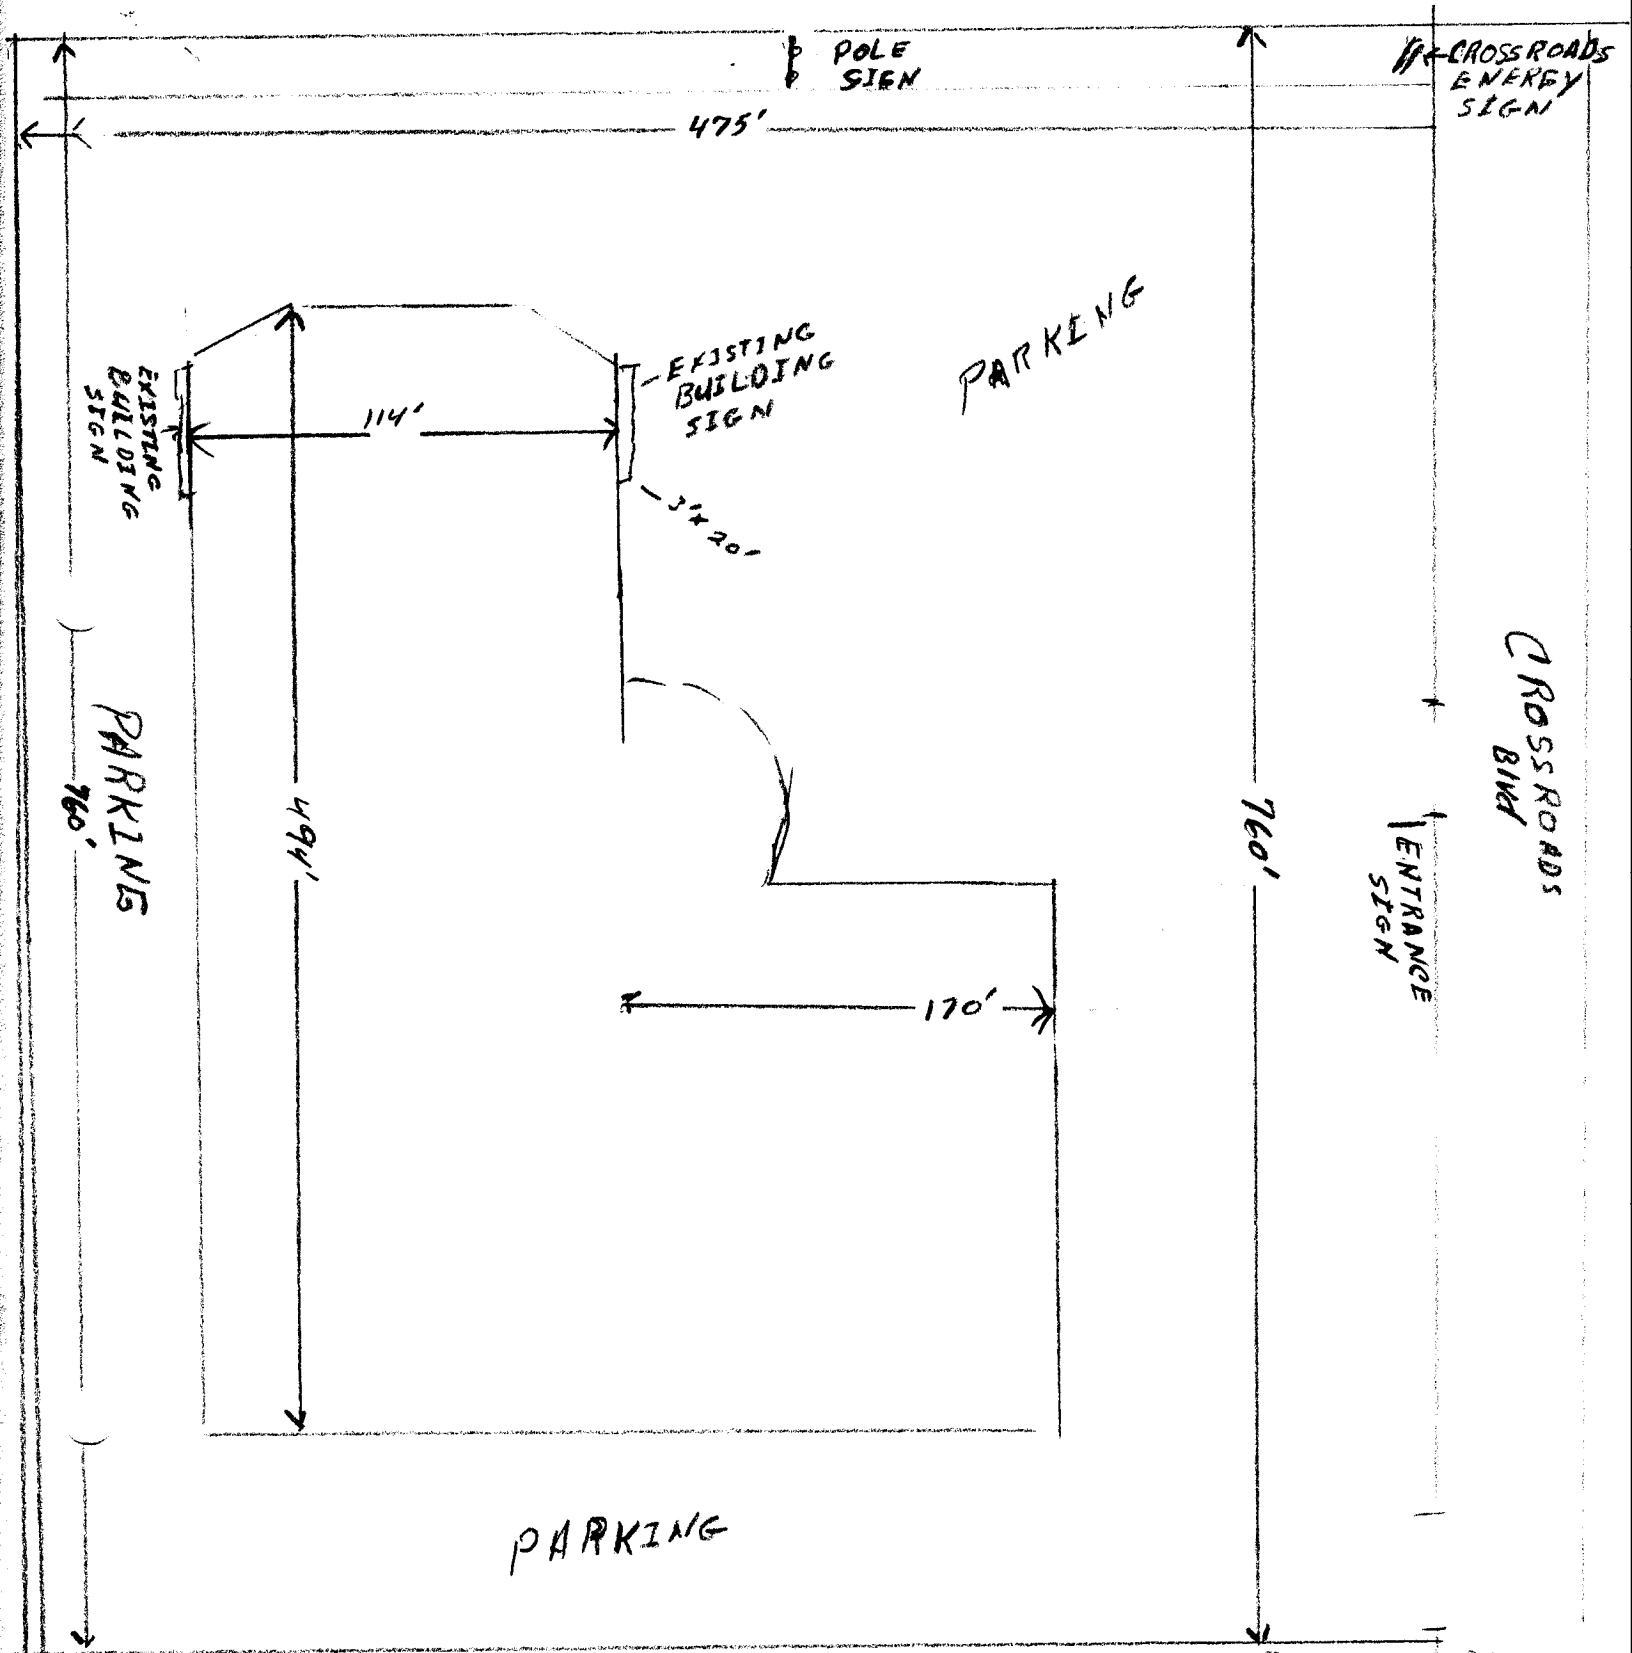 POLE
SIGN
CROSSROADS
ENERGY
SIGN
475'
PARKING
EXISTING
BUILDING
SIGN
EXISTING
BUILDING
SIGN
114'
3' x 20'
CROSSROADS
Blvd
PARKING
760'
494'
760'
ENTRANCE
SIGN
170'
PARKING